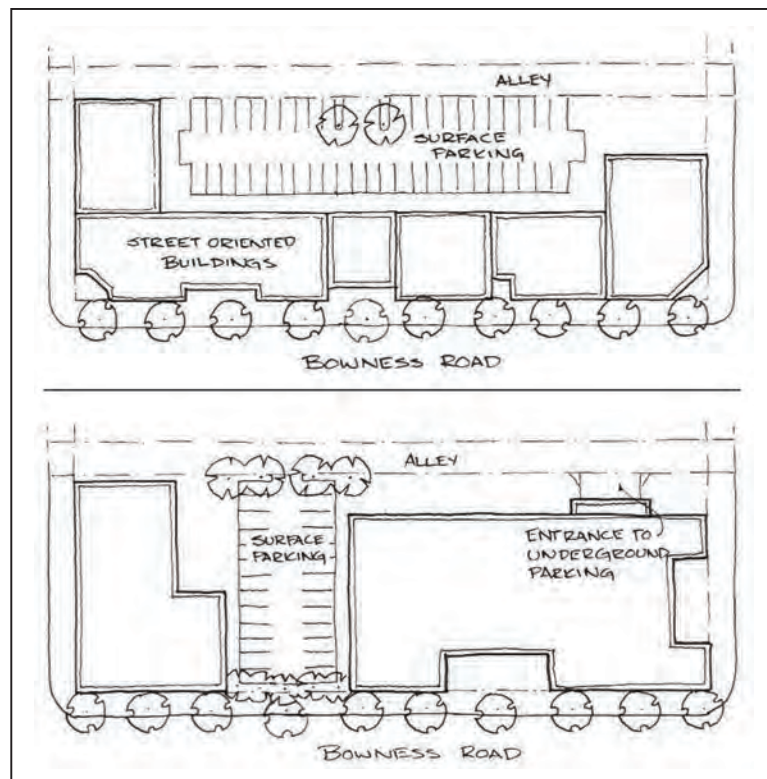 ALLEY
SURFACE
PARKING
STREET ORIENTED
BUILDINGS
BOWNESS ROAD
ALLEY
SURFACE
PARKING
ENTRANCE TO
UNDERGROUND
PARKING
BOWNESS ROAD